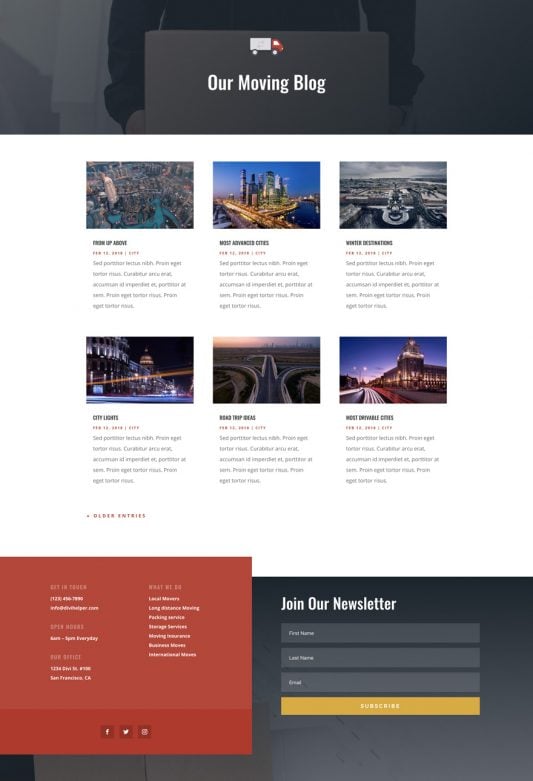 Our Moving Blog
FROM UP ABOVE
FEB 12, 2018 | CITY
Sed porttitor lectus nibh. Proin eget
tortor risus. Curabitur arcu erat,
accumsan id imperdiet et, porttitor at
sem. Proin eget tortor risus. Proin
eget tortor risus.
MOST ADVANCED CITIES
FEB 12, 2018 | CITY
Sed porttitor lectus nibh. Proin eget
tortor risus. Curabitur arcu erat,
accumsan id imperdiet et, porttitor at
sem. Proin eget tortor risus. Proin
eget tortor risus.
WINTER DESTINATIONS
FEB 12, 2018 | CITY
Sed porttitor lectus nibh. Proin eget
tortor risus. Curabitur arcu erat,
accumsan id imperdiet et, porttitor at
sem. Proin eget tortor risus. Proin
eget tortor risus.
CITY LIGHTS
FEB 12, 2018 | CITY
Sed porttitor lectus nibh. Proin eget
tortor risus. Curabitur arcu erat,
accumsan id imperdiet et, porttitor at
sem. Proin eget tortor risus. Proin
eget tortor risus.
ROAD TRIP IDEAS
FEB 12, 2018 | CITY
Sed porttitor lectus nibh. Proin eget
tortor risus. Curabitur arcu erat,
accumsan id imperdiet et, porttitor at
sem. Proin eget tortor risus. Proin
eget tortor risus.
MOST DRIVABLE CITIES
FEB 12, 2018 | CITY
Sed porttitor lectus nibh. Proin eget
tortor risus. Curabitur arcu erat,
accumsan id imperdiet et, porttitor at
sem. Proin eget tortor risus. Proin
eget tortor risus.
« OLDER ENTRIES
GET IN TOUCH
(123) 456-7890
info@divihelper.com
OPEN HOURS
6am – 5pm Everyday
OUR OFFICE
1234 Divi St. #100
San Francisco, CA
WHAT WE DO
Local Movers
Long distance Moving
Packing service
Storage Services
Moving Insurance
Business Moves
International Moves
Join Our Newsletter
First Name
Last Name
Email
SUBSCRIBE